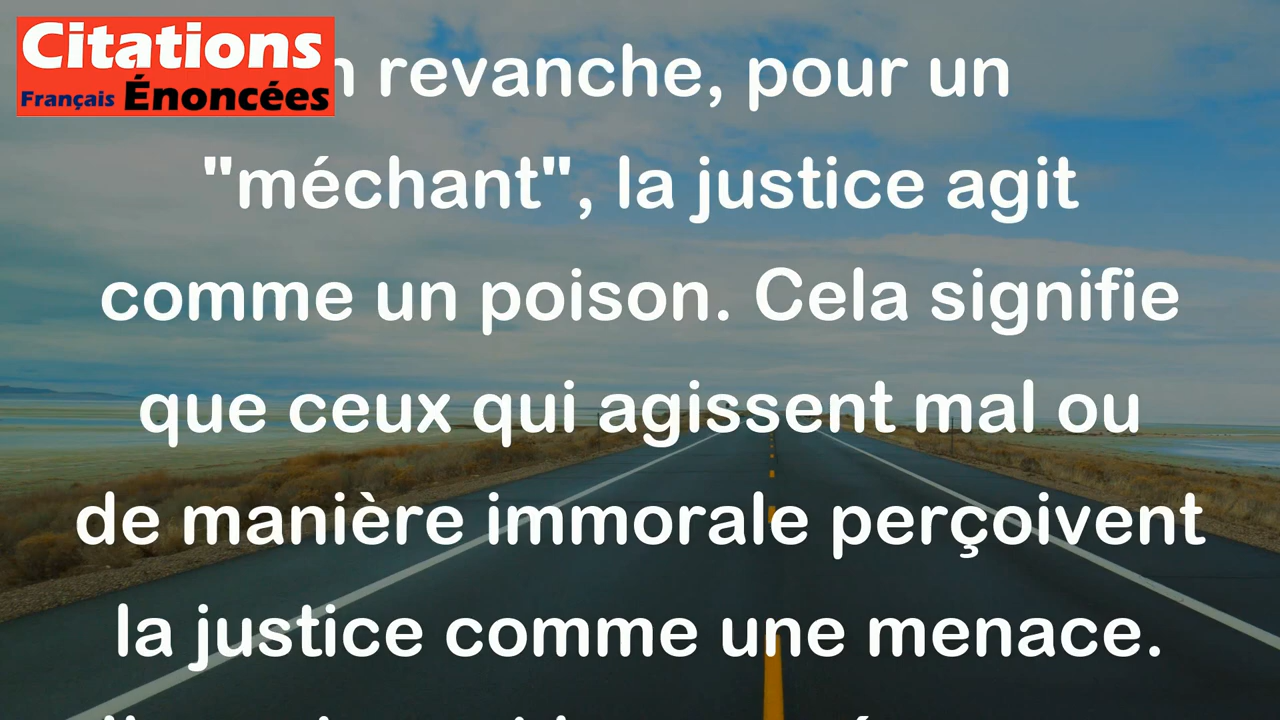 Citations
Français Énoncées
n revanche, pour un
"méchant", la justice agit
comme un poison. Cela signifie
que ceux qui agissent mal ou
de manière immorale perçoivent
la justice comme une menace.